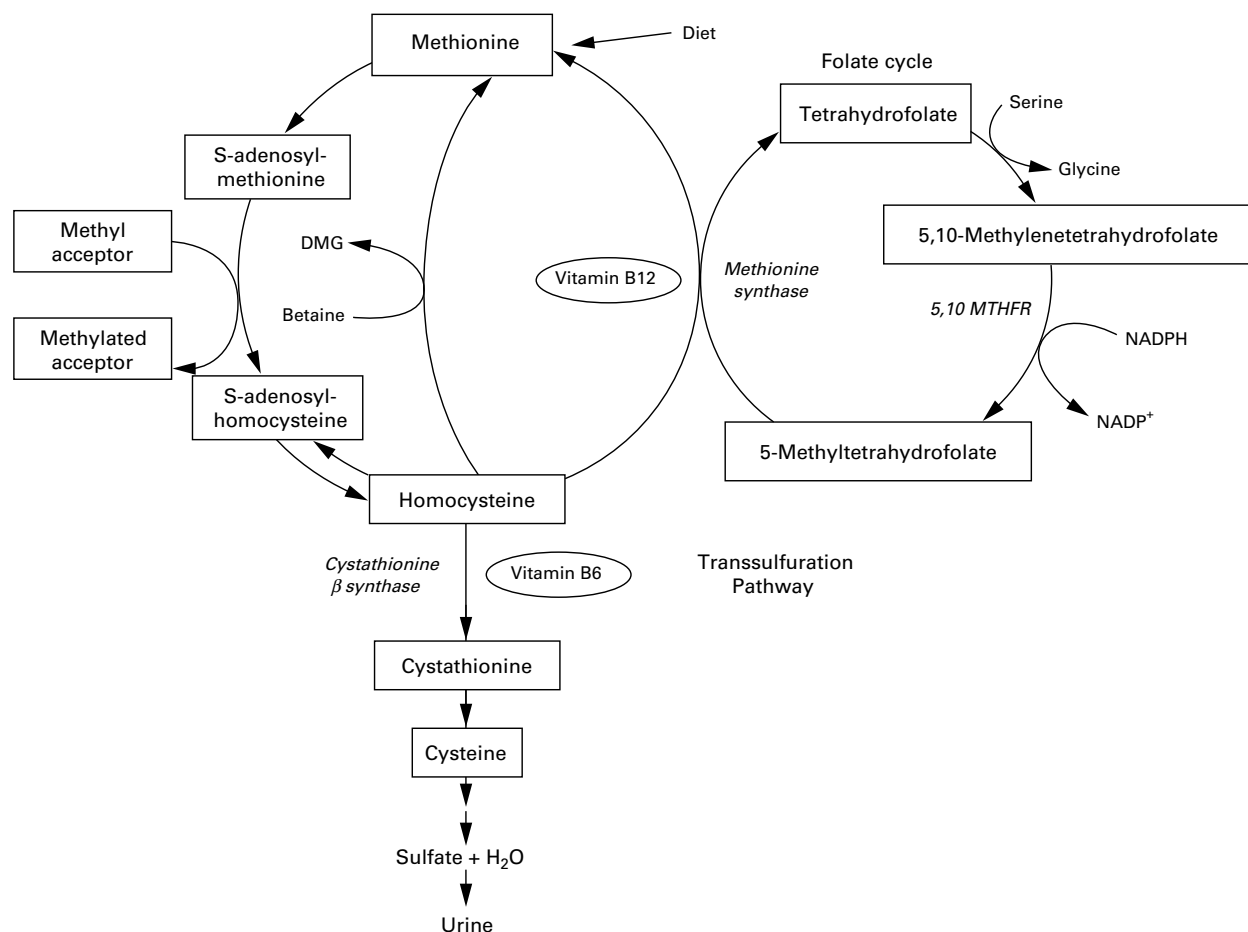 Methionine
Diet
Folate cycle
Tetrahydrofolate
Serine
Glycine
S-adenosyl-
methionine
Methyl
acceptor
5,10-Methylenetetrahydrofolate
DMG
Vitamin B12
Methionine
synthase
5,10 MTHFR
Betaine
NADPH
Methylated
acceptor
S-adenosyl-
homocysteine
NADP⁺
5-Methyltetrahydrofolate
Homocysteine
Cystathionine
β synthase
Vitamin B6
Transsulfuration
Pathway
Cystathionine
Cysteine
Sulfate + H₂O
Urine